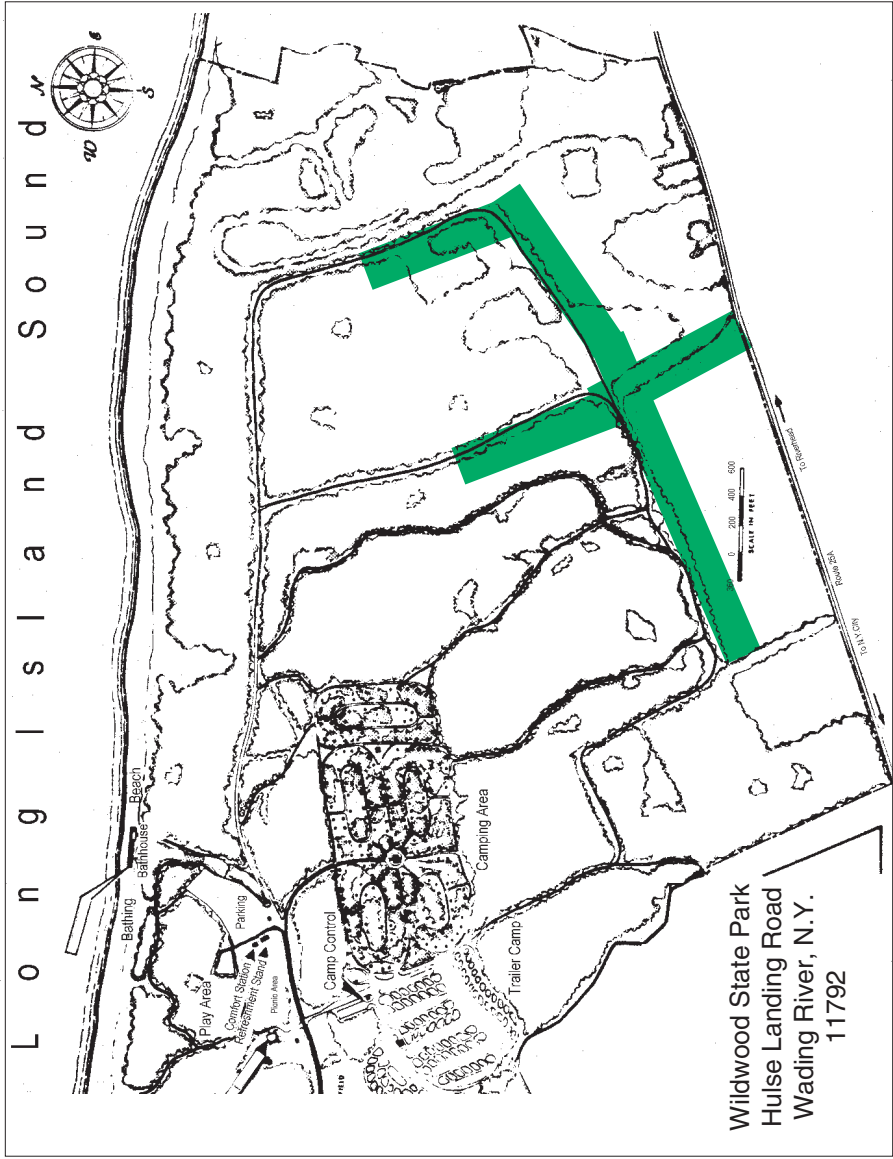 Long Island Sound
N
E
S
W
Beach
Bathhouse
Bathing
Parking
Play Area
Comfort Station
Refreshment Stand
Picnic Area
Camp Control
Camping Area
Trailer Camp
0 200 400 600
SCALE IN FEET
To Riverhead
Route 25A
To N.Y. City
Wildwood State Park
Hulse Landing Road
Wading River, N.Y.
11792